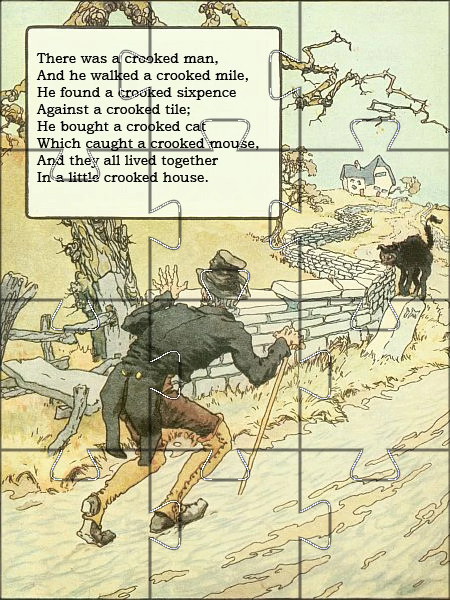 There was a crooked man,
And he walked a crooked mile,
He found a crooked sixpence
Against a crooked tile;
He bought a crooked cat
Which caught a crooked mouse,
And they all lived together
In a little crooked house.